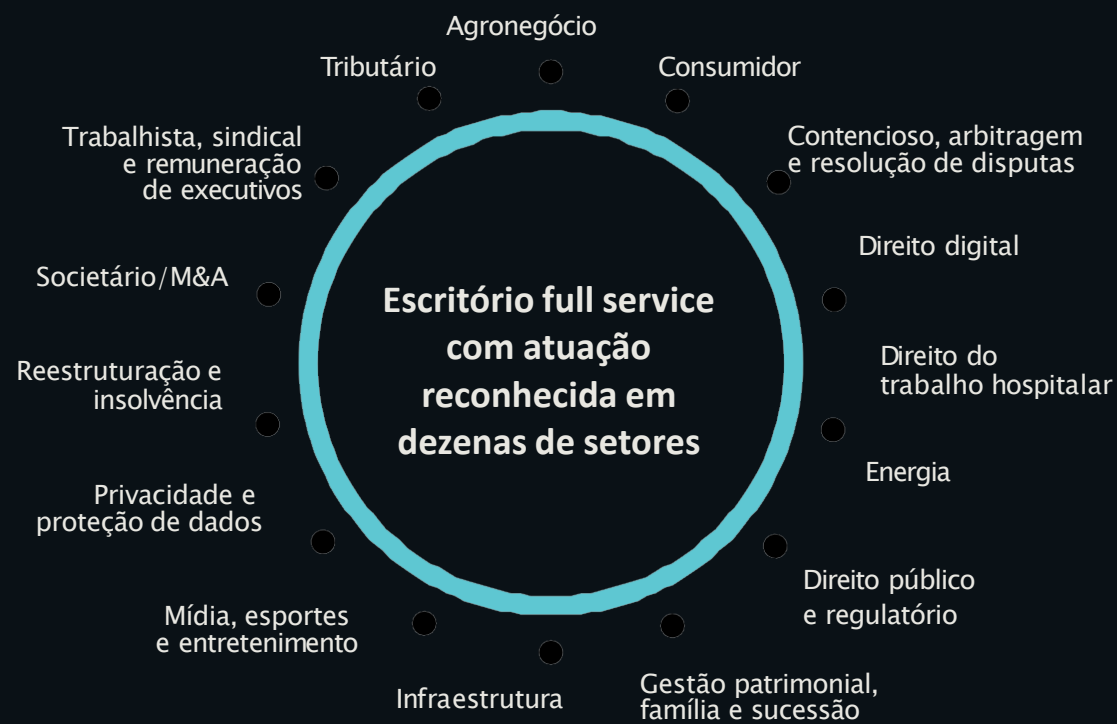 Agronegócio
Consumidor
Contencioso, arbitragem
e resolução de disputas
Direito digital
Direito do
trabalho hospitalar
Energia
Direito público
e regulatório
Gestão patrimonial,
família e sucessão
Infraestrutura
Mídia, esportes
e entretenimento
Privacidade e
proteção de dados
Reestruturação e
insolvência
Societário/M&A
Trabalhista, sindical
e remuneração
de executivos
Tributário
Escritório full service
com atuação
reconhecida em
dezenas de setores